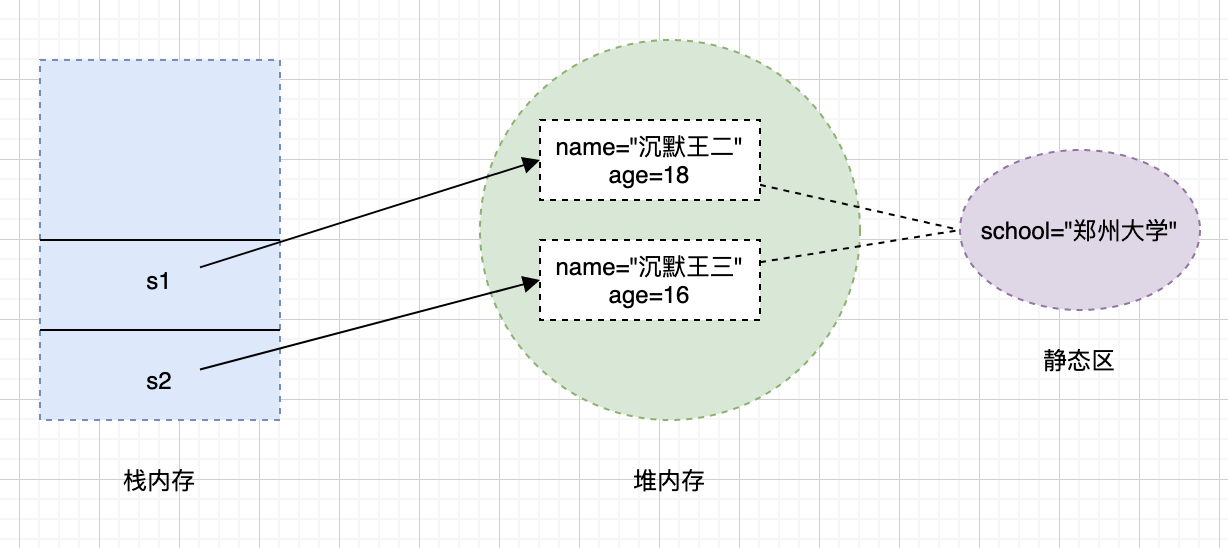 s1
s2
栈内存
name="沉默王二"
age=18
name="沉默王三"
age=16
堆内存
school="郑州大学"
静态区